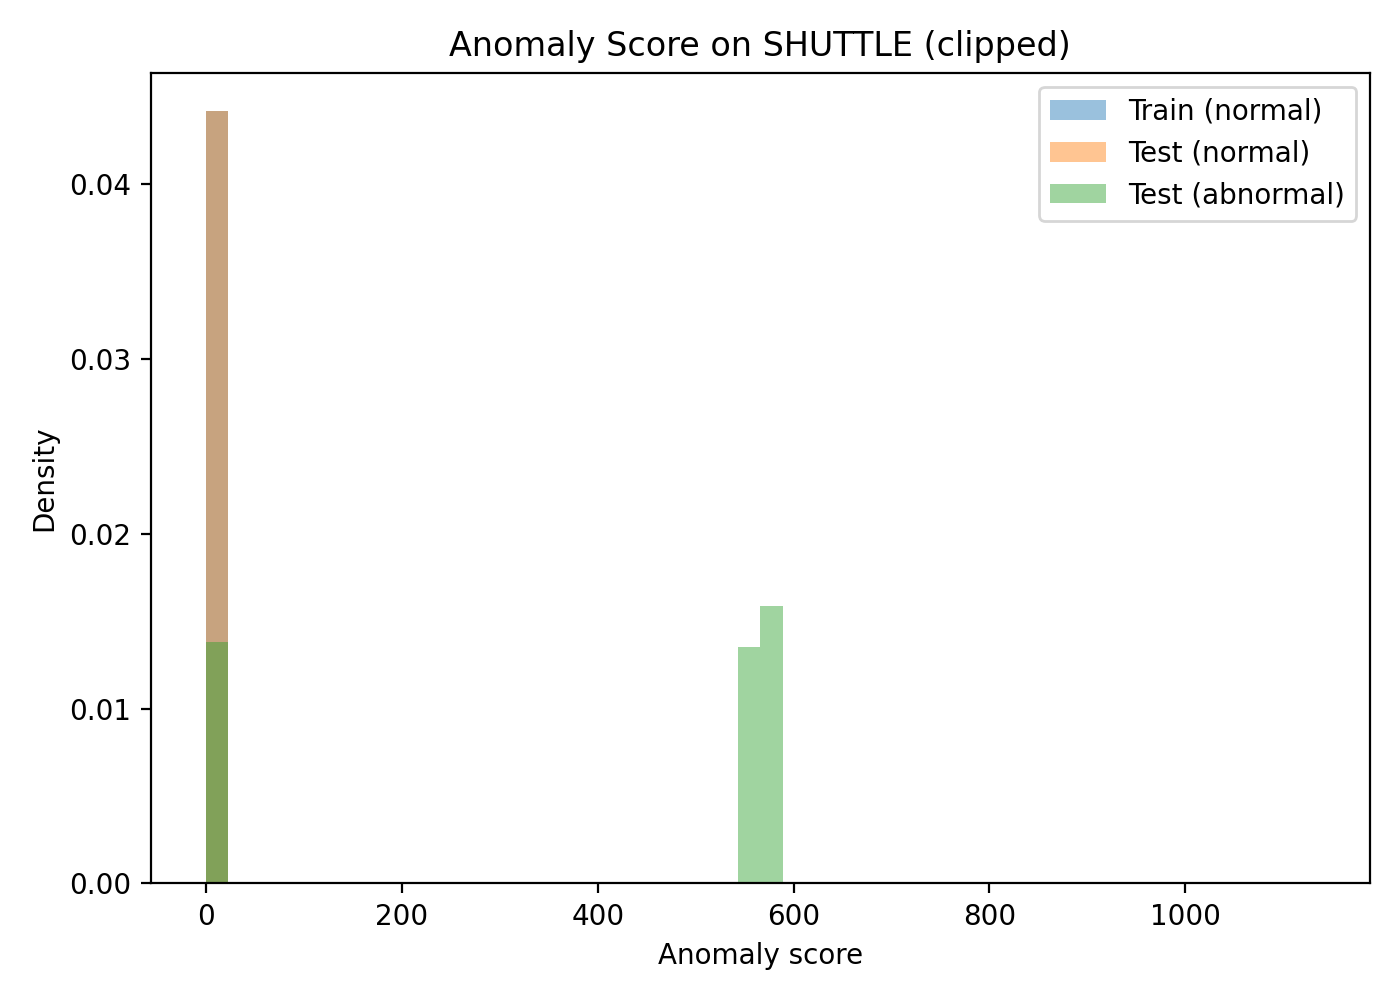 Anomaly Score on SHUTTLE (clipped)
Train (normal)
Test (normal)
Test (abnormal)
Density
0.04
0.03
0.02
0.01
0.00
0
200
400
600
800
1000
Anomaly score